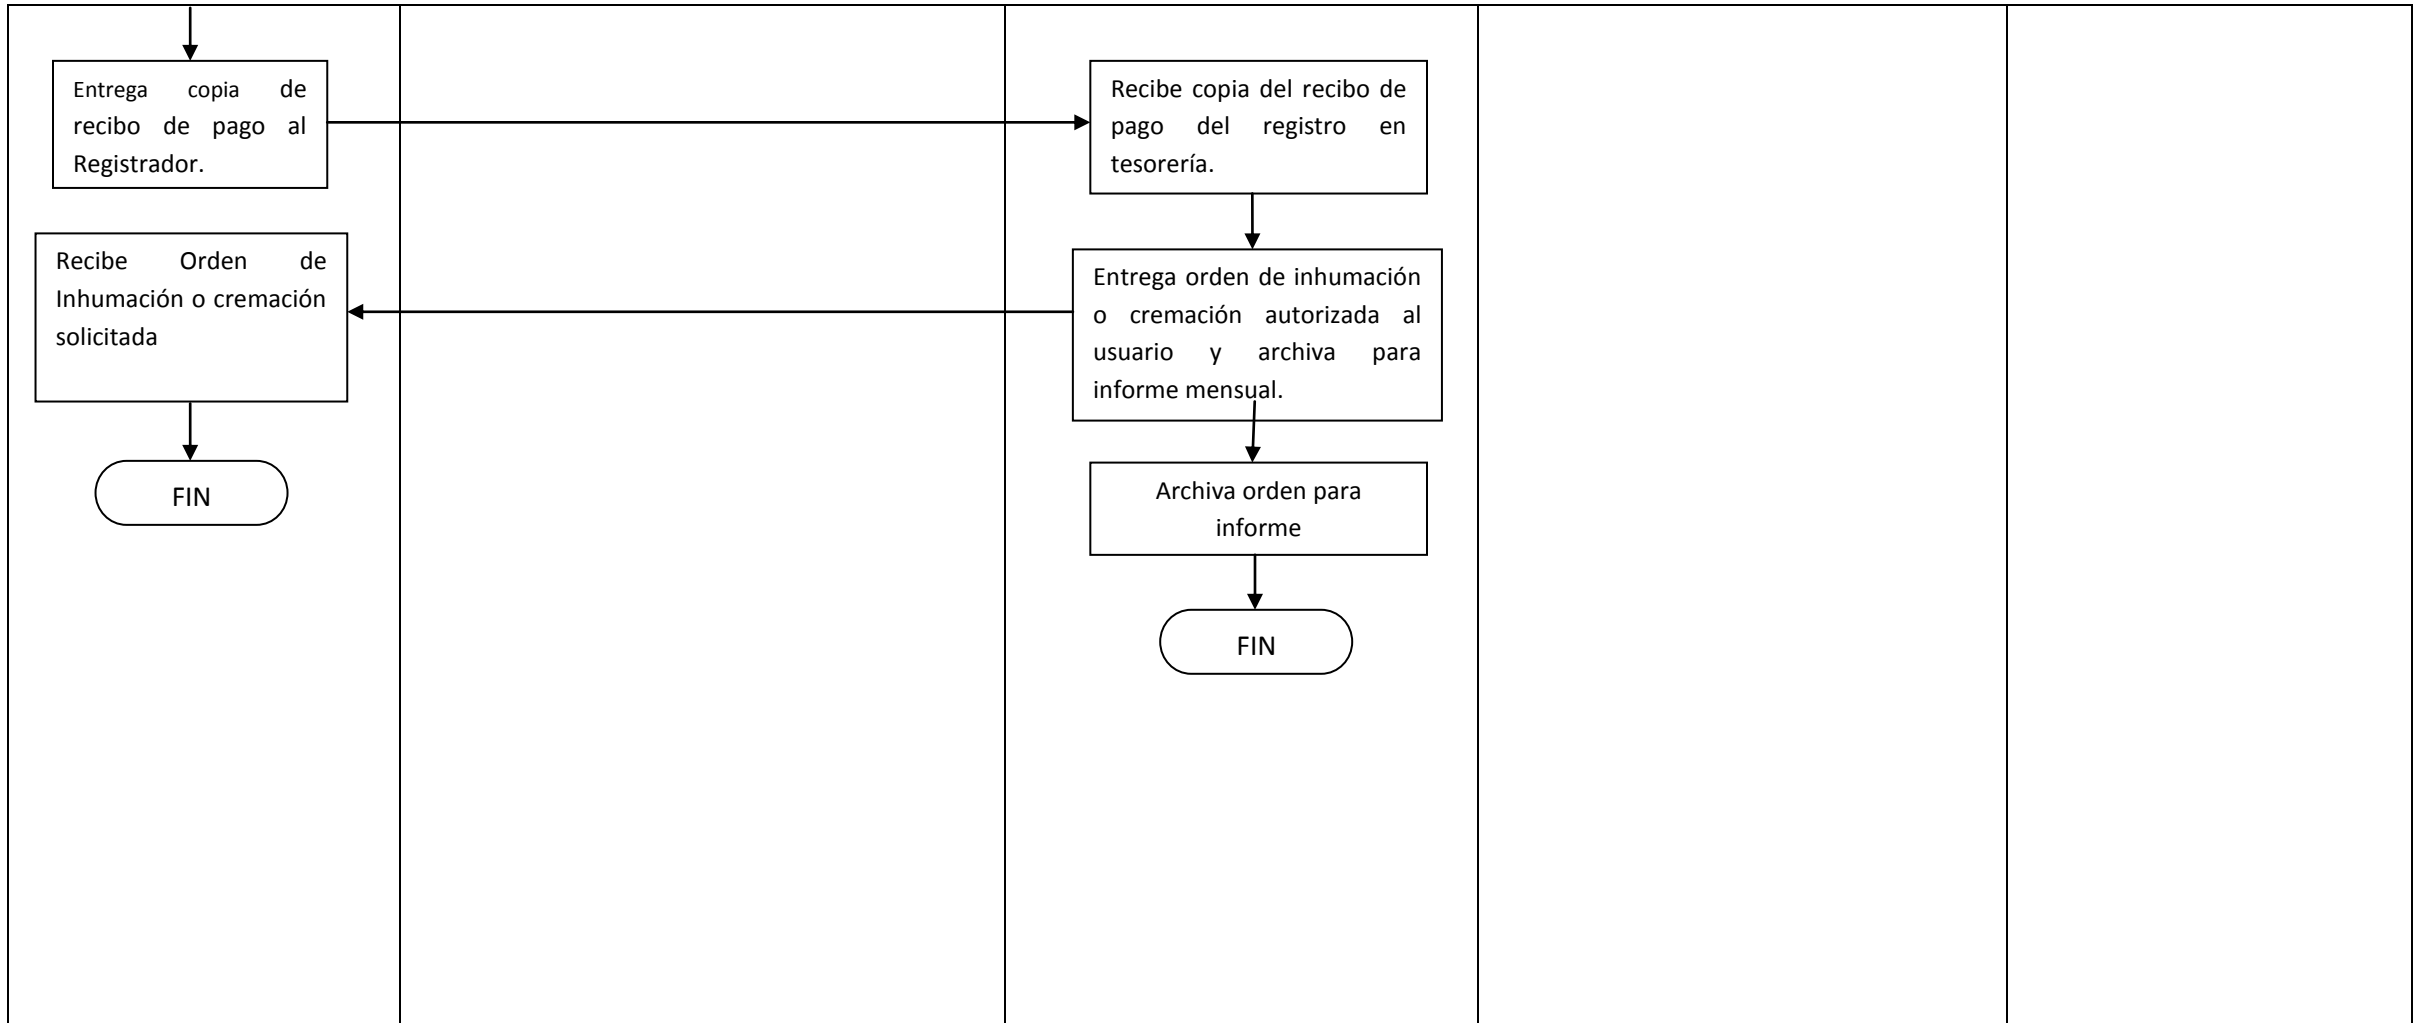 Entrega copia de
recibo de pago al
Registrador.
Recibe copia del recibo de
pago del registro en
tesorería.
Recibe Orden de
Inhumación o cremación
solicitada
Entrega orden de inhumación
o cremación autorizada al
usuario y archiva para
informe mensual.
FIN
Archiva orden para
informe
FIN